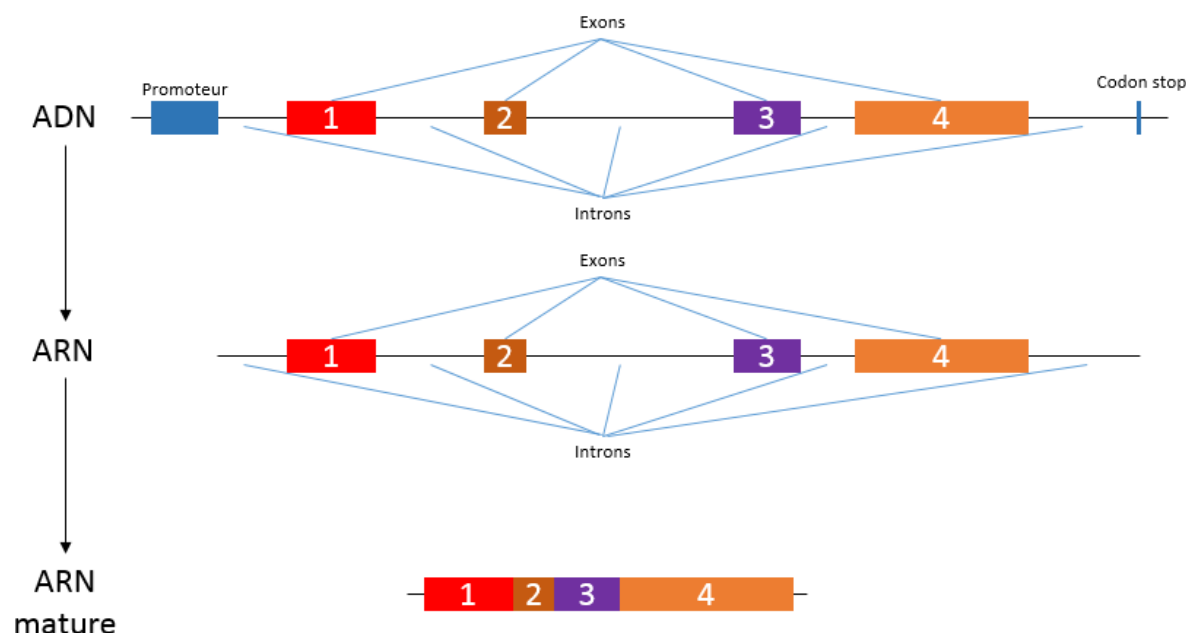 Exons
Promoteur
Codon stop
ADN
1
2
3
4
Introns
Exons
ARN
1
2
3
4
Introns
ARN
mature
1
2
3
4